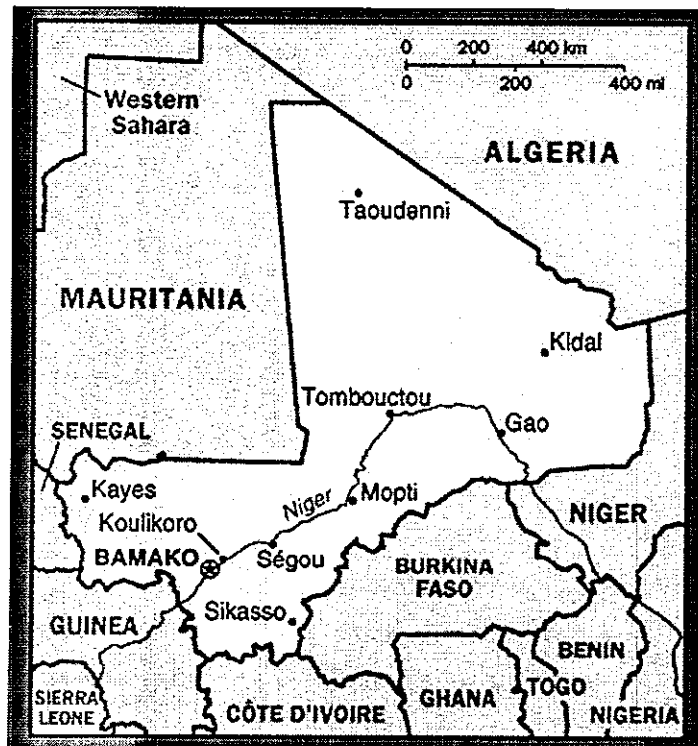 0 200 400 km
0 200 400 mi
Western
Sahara
ALGERIA
Taoudenni
MAURITANIA
Kidal
Tombouctou
Gao
SENEGAL
Kayes
Niger
Mopti
NIGER
Koulikoro
BAMAKO
Ségou
BURKINA
FASO
Sikasso
GUINEA
BENIN
SIERRA
LEONE
CÔTE D'IVOIRE
GHANA
TOGO
NIGERIA